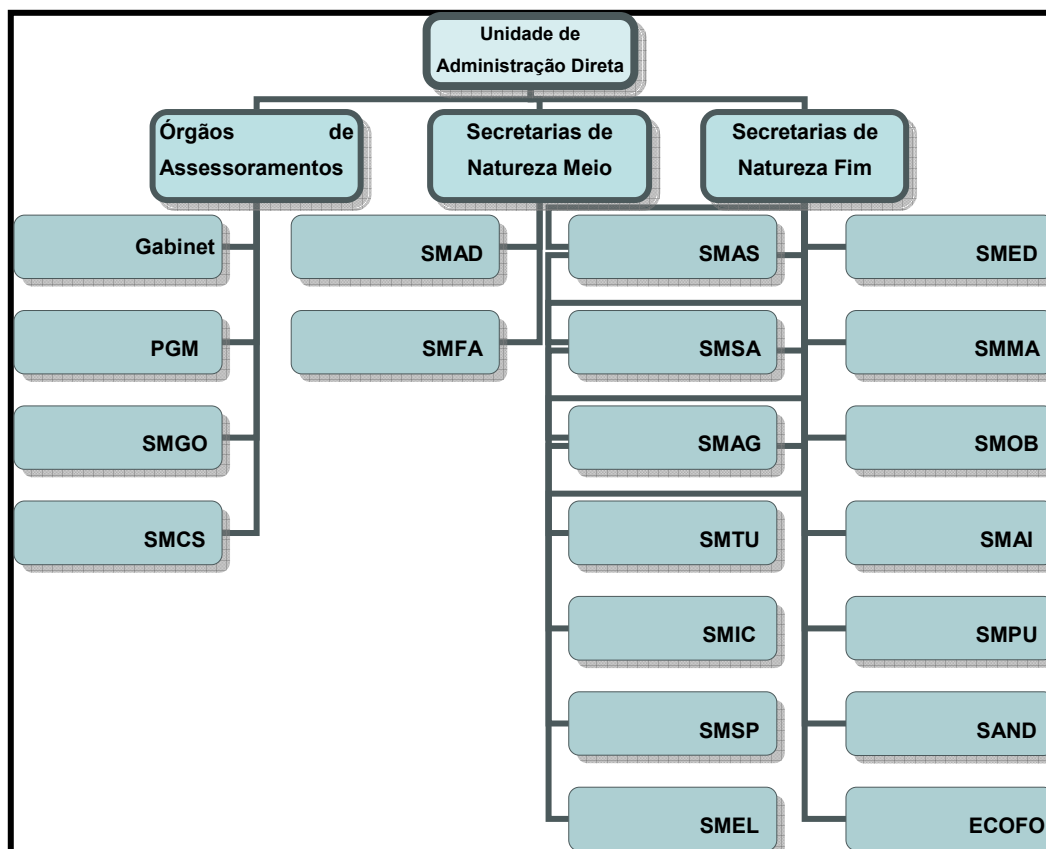 Unidade de
Administração Direta
Órgãos de
Assessoramentos
Secretarias de
Natureza Meio
Secretarias de
Natureza Fim
Gabinet
SMAD
SMAS
SMED
PGM
SMFA
SMSA
SMMA
SMGO
SMAG
SMOB
SMCS
SMTU
SMAI
SMIC
SMPU
SMSP
SAND
SMEL
ECOFO